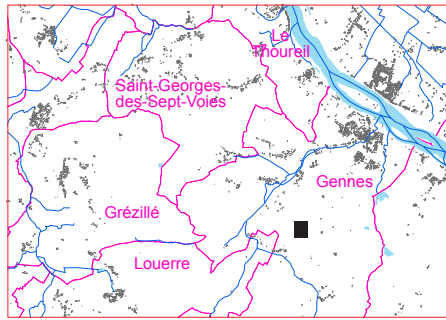 Le
Thoureil
Saint-Georges-
des-Sept-Voies
Gennes
Grézillé
Louerre